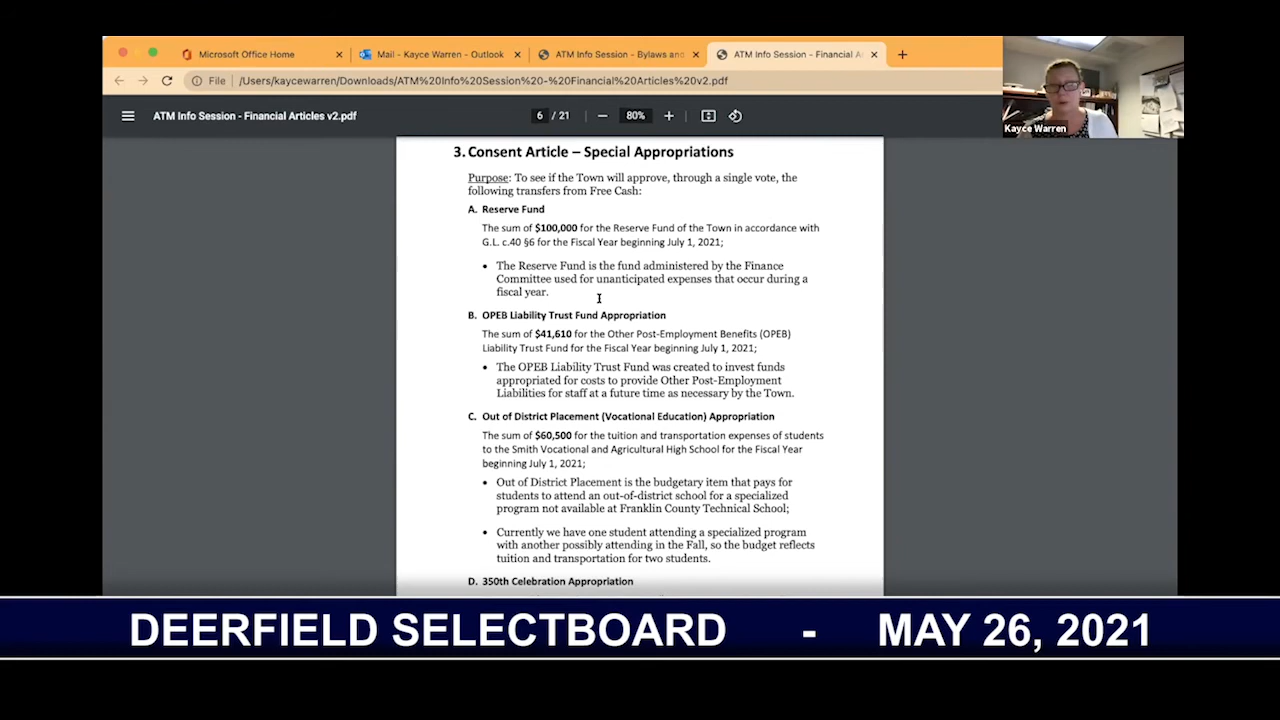 Microsoft Office Home
Mail - Kayce Warren - Outlook
ATM Info Session - Bylaws and
ATM Info Session - Financial A
File
/Users/kaycewarren/Downloads/ATM%20Info%20Session%20-%20Financial%20Articles%20v2.pdf
ATM Info Session - Financial Articles v2.pdf
6 / 21
80%
Kayce Warren
3. Consent Article – Special Appropriations
Purpose: To see if the Town will approve, through a single vote, the
following transfers from Free Cash:
A. Reserve Fund
The sum of $100,000 for the Reserve Fund of the Town in accordance with
G.L. c.40 §6 for the Fiscal Year beginning July 1, 2021;
• The Reserve Fund is the fund administered by the Finance
Committee used for unanticipated expenses that occur during a
fiscal year.
B. OPEB Liability Trust Fund Appropriation
The sum of $41,610 for the Other Post-Employment Benefits (OPEB)
Liability Trust Fund for the Fiscal Year beginning July 1, 2021;
• The OPEB Liability Trust Fund was created to invest funds
appropriated for costs to provide Other Post-Employment
Liabilities for staff at a future time as necessary by the Town.
C. Out of District Placement (Vocational Education) Appropriation
The sum of $60,500 for the tuition and transportation expenses of students
to the Smith Vocational and Agricultural High School for the Fiscal Year
beginning July 1, 2021;
• Out of District Placement is the budgetary item that pays for
students to attend an out-of-district school for a specialized
program not available at Franklin County Technical School;
• Currently we have one student attending a specialized program
with another possibly attending in the Fall, so the budget reflects
tuition and transportation for two students.
D. 350th Celebration Appropriation
DEERFIELD SELECTBOARD - MAY 26, 2021